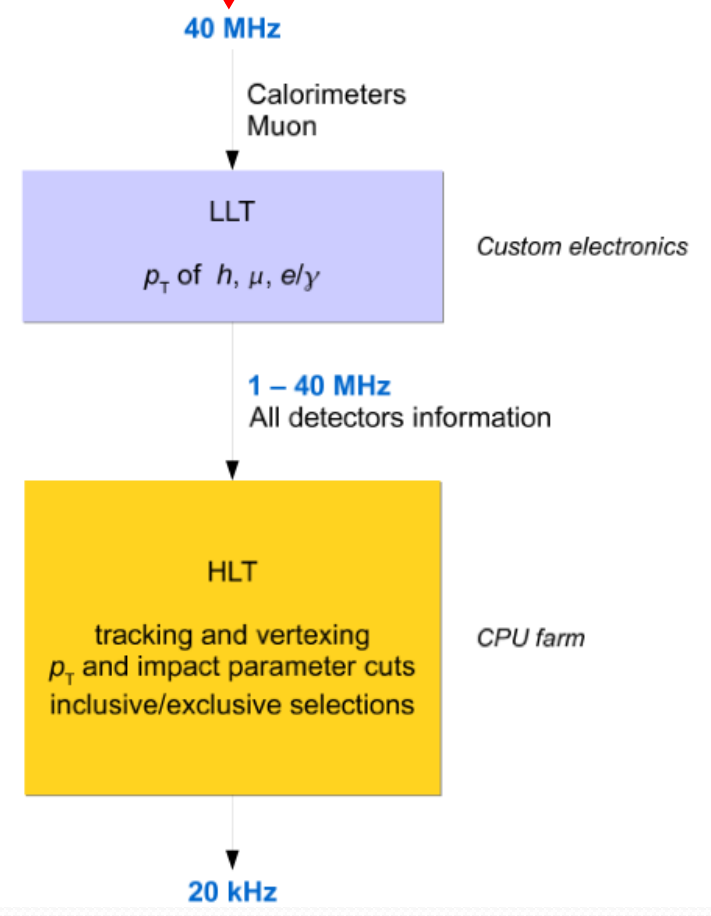 40 MHz
Calorimeters
Muon
LLT
pT of h, μ, e/γ
Custom electronics
1 – 40 MHz
All detectors information
HLT
tracking and vertexing
pT and impact parameter cuts
inclusive/exclusive selections
CPU farm
20 kHz